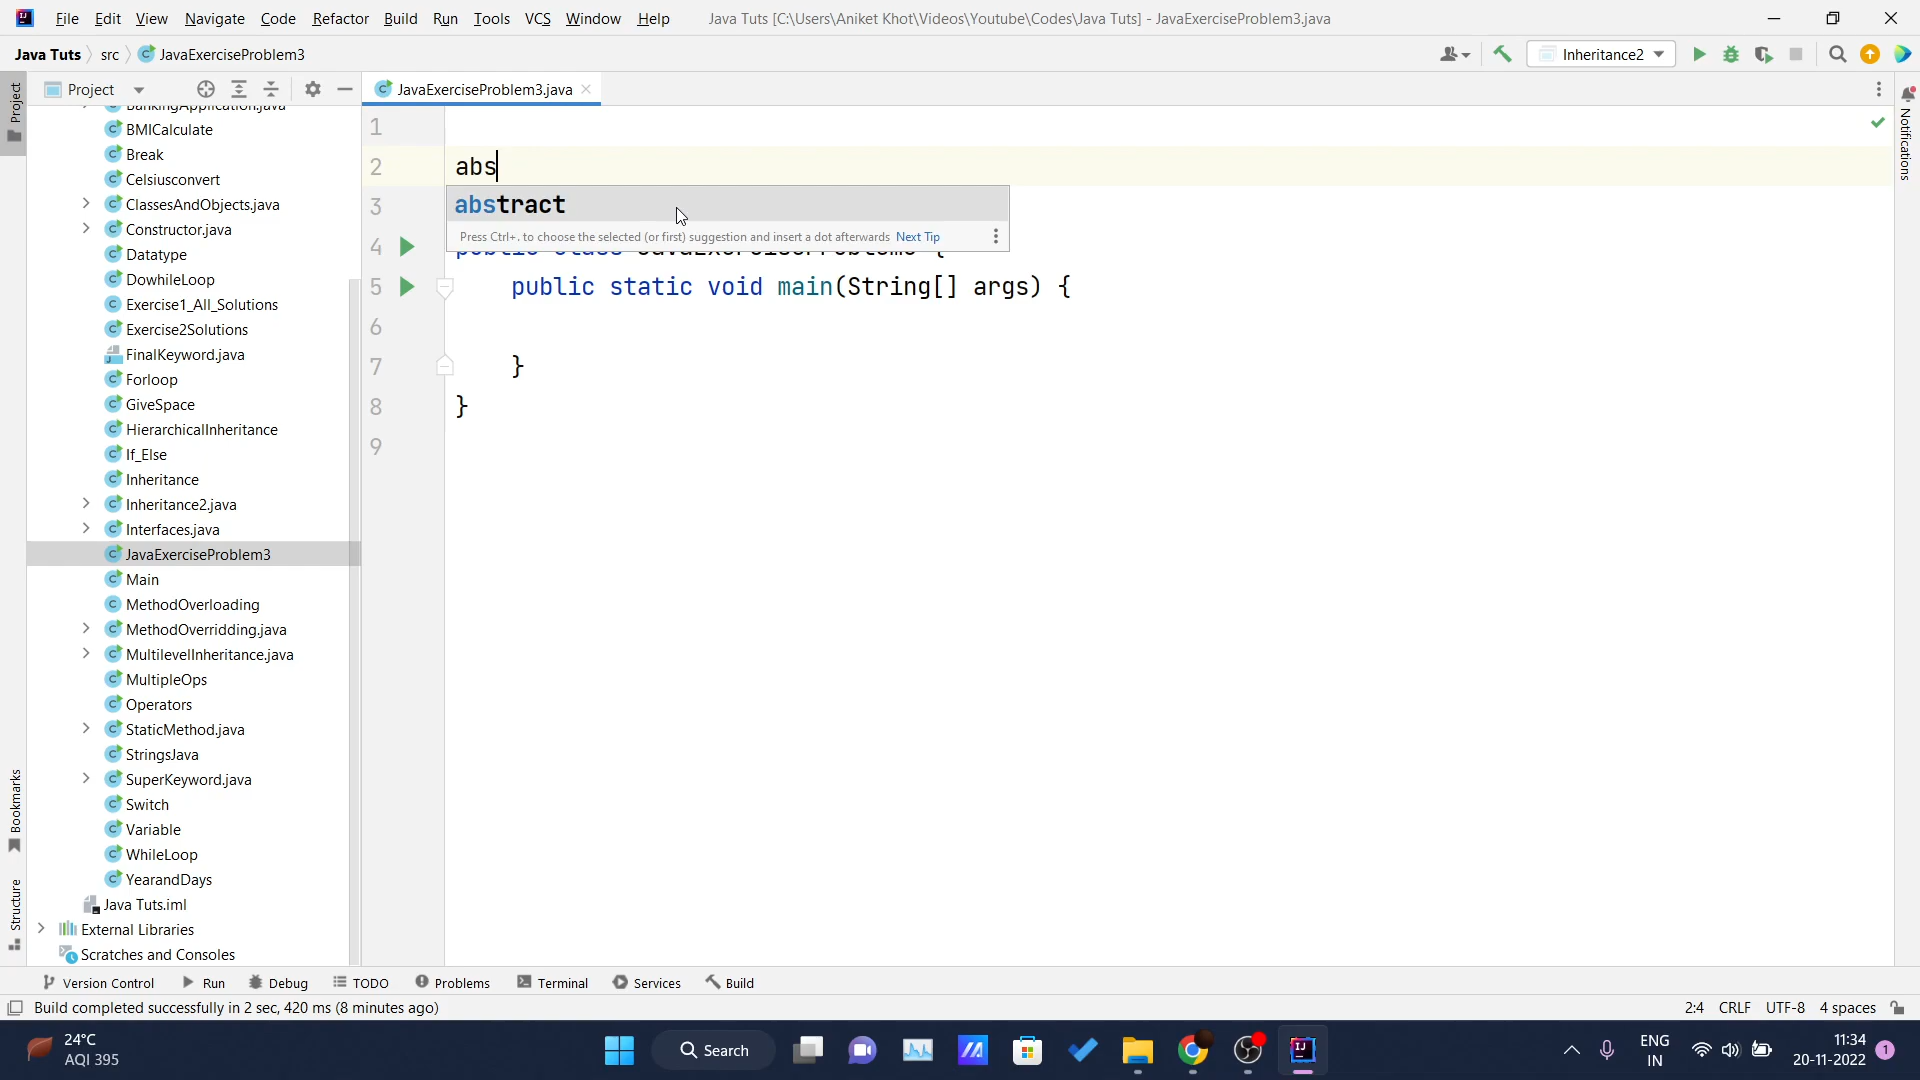 File Edit View Navigate Code Refactor Build Run Tools VCS Window Help Java Tuts [C:\Users\Aniket Khot\Videos\Youtube\Codes\Java Tuts] - JavaExerciseProblem3.java
Java Tuts src JavaExerciseProblem3 Inheritance2
Project Project JavaExerciseProblem3.java
Notifications
BankingApplication.java
BMICalculate
Break
Celsiusconvert
ClassesAndObjects.java
Constructor.java
Datatype
DowhileLoop
Exercise1_All_Solutions
Exercise2Solutions
FinalKeyword.java
Forloop
GiveSpace
HierarchicalInheritance
If_Else
Inheritance
Inheritance2.java
Interfaces.java
JavaExerciseProblem3
Main
MethodOverloading
MethodOverridding.java
MultilevelInheritance.java
MultipleOps
Operators
StaticMethod.java
StringsJava
SuperKeyword.java
Switch
Variable
WhileLoop
YearandDays
Java Tuts.iml
External Libraries
Scratches and Consoles
Bookmarks
Structure
1
2 abs
abstract
Press Ctrl+. to choose the selected (or first) suggestion and insert a dot afterwards Next Tip
3
4 public class JavaExerciseProblem3 {
5 public static void main(String[] args) {
6
7 }
8 }
9
Version Control Run Debug TODO Problems Terminal Services Build
Build completed successfully in 2 sec, 420 ms (8 minutes ago) 2:4 CRLF UTF-8 4 spaces
24°C
AQI 395
Search
ENG
IN
11:34
20-11-2022
1